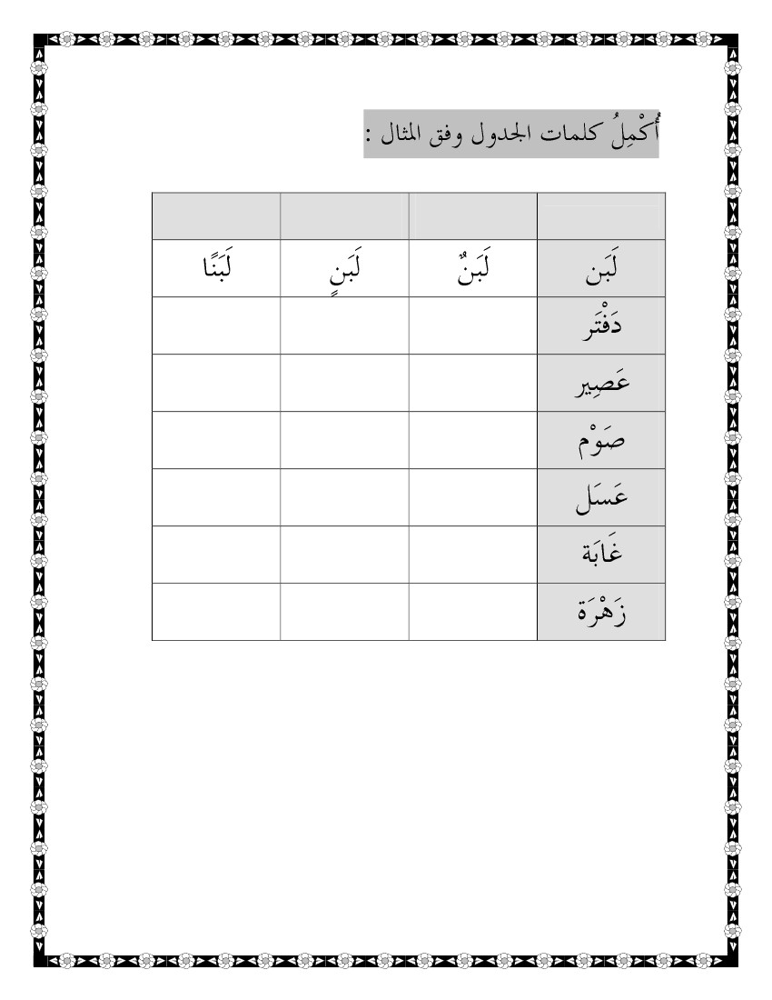 أُكْمِلُ كلمات الجدول وفق المثال :
لَبَن لَبَنٌ لَبَنٍ لَبَنًا
دَفْتَر
عَصِير
صَوْم
عَسَل
غَابَة
زَهْرَة